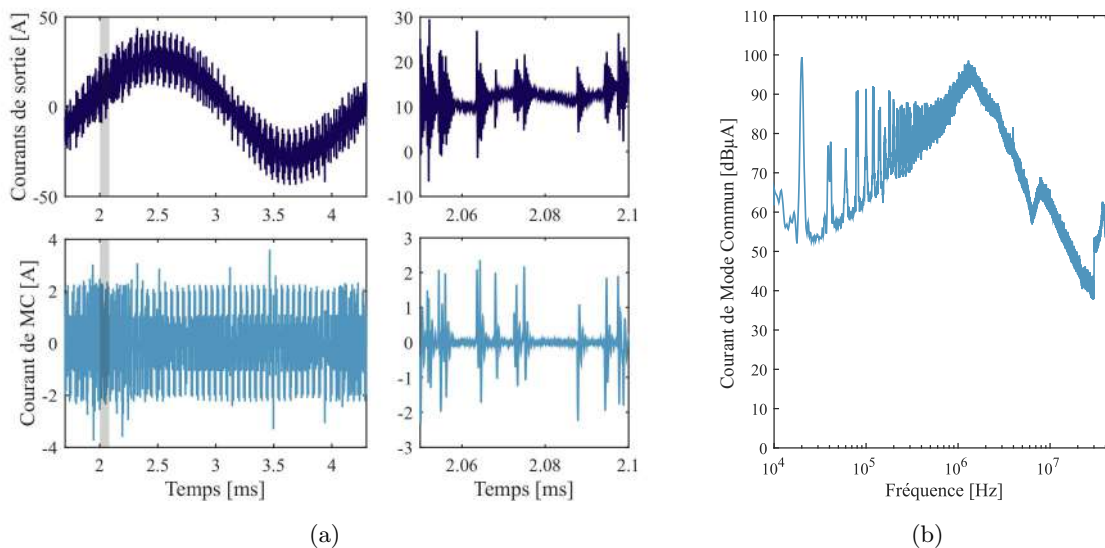 Courants de sortie [A]
50
0
-50
2 2.5 3 3.5 4
30
20
10
0
-10
2.06 2.08 2.1
Courant de MC [A]
4
2
0
-2
-4
2 2.5 3 3.5 4
Temps [ms]
3
2
1
0
-1
-2
-3
2.06 2.08 2.1
Temps [ms]
(a)
Courant de Mode Commun [dBµA]
110
100
90
80
70
60
50
40
30
20
10
0
10^4 10^5 10^6 10^7
Fréquence [Hz]
(b)